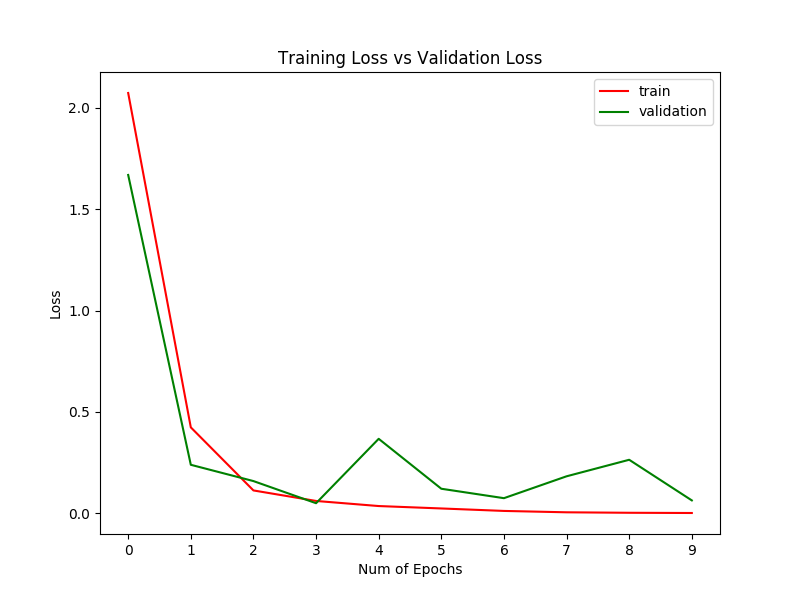 Training Loss vs Validation Loss
train
validation
2.0
1.5
1.0
0.5
0.0
Loss
0 1 2 3 4 5 6 7 8 9
Num of Epochs